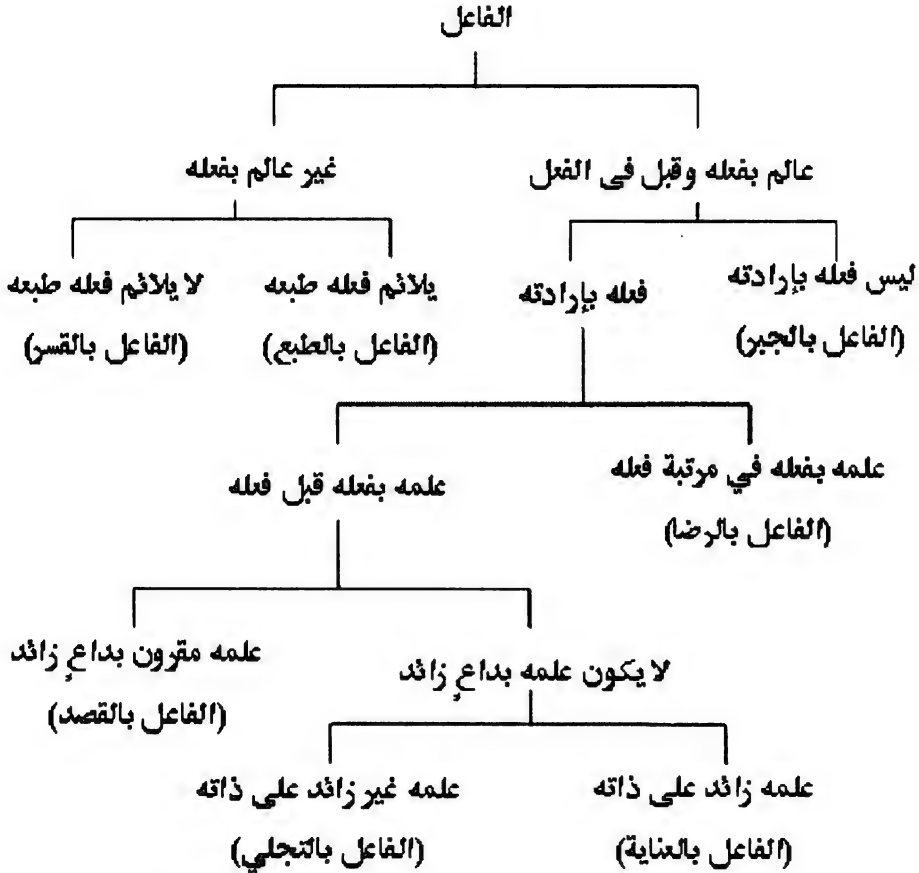 الفاعل
عالم بفعله وقبل في الفعل
غير عالم بفعله
ليس فعله بإرادته
(الفاعل بالجبر)
فعله بإرادته
يلائم فعله طبعه
(الفاعل بالطبع)
لا يلائم فعله طبعه
(الفاعل بالقسر)
علمه بفعله في مرتبة فعله
(الفاعل بالرضا)
علمه بفعله قبل فعله
لا يكون علمه بداعٍ زائد
علمه مقرون بداعٍ زائد
(الفاعل بالقصد)
علمه زائد على ذاته
(الفاعل بالعناية)
علمه غير زائد على ذاته
(الفاعل بالتجلي)